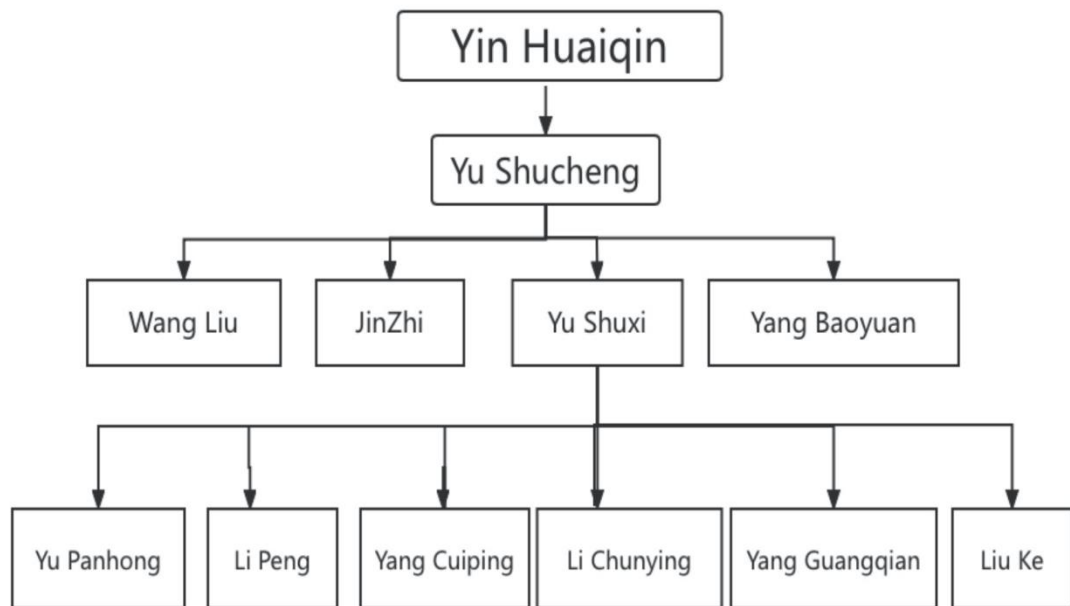 Yin Huaiqin
Yu Shucheng
Wang Liu
JinZhi
Yu Shuxi
Yang Baoyuan
Yu Panhong
Li Peng
Yang Cuiping
Li Chunying
Yang Guangqian
Liu Ke